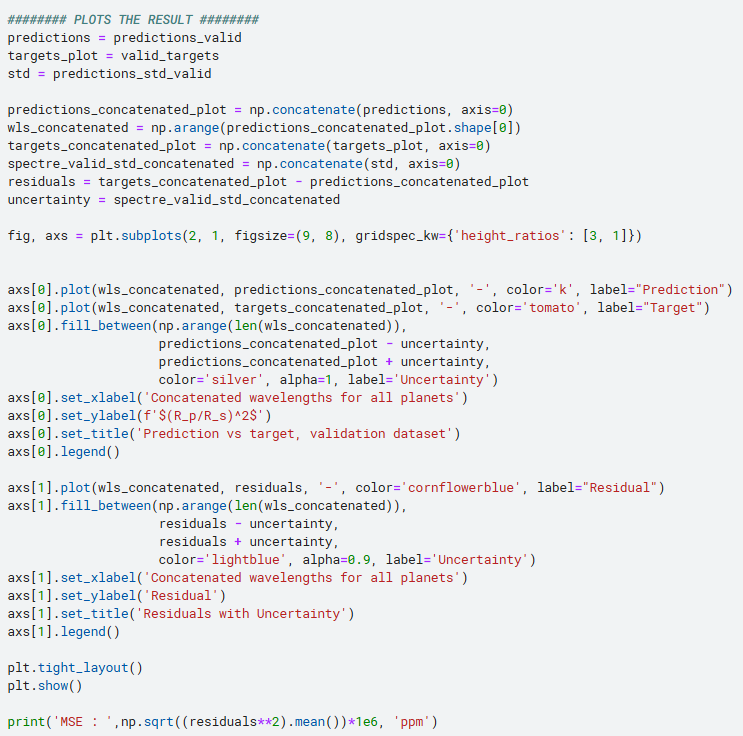 ######## PLOTS THE RESULT ########
predictions = predictions_valid
targets_plot = valid_targets
std = predictions_std_valid

predictions_concatenated_plot = np.concatenate(predictions, axis=0)
wls_concatenated = np.arange(predictions_concatenated_plot.shape[0])
targets_concatenated_plot = np.concatenate(targets_plot, axis=0)
spectre_valid_std_concatenated = np.concatenate(std, axis=0)
residuals = targets_concatenated_plot - predictions_concatenated_plot
uncertainty = spectre_valid_std_concatenated

fig, axs = plt.subplots(2, 1, figsize=(9, 8), gridspec_kw={'height_ratios': [3, 1]})


axs[0].plot(wls_concatenated, predictions_concatenated_plot, '-', color='k', label="Prediction")
axs[0].plot(wls_concatenated, targets_concatenated_plot, '-', color='tomato', label="Target")
axs[0].fill_between(np.arange(len(wls_concatenated)),
                    predictions_concatenated_plot - uncertainty,
                    predictions_concatenated_plot + uncertainty,
                    color='silver', alpha=1, label='Uncertainty')
axs[0].set_xlabel('Concatenated wavelengths for all planets')
axs[0].set_ylabel(f'$(R_p/R_s)^2$')
axs[0].set_title('Prediction vs target, validation dataset')
axs[0].legend()

axs[1].plot(wls_concatenated, residuals, '-', color='cornflowerblue', label="Residual")
axs[1].fill_between(np.arange(len(wls_concatenated)),
                    residuals - uncertainty,
                    residuals + uncertainty,
                    color='lightblue', alpha=0.9, label='Uncertainty')
axs[1].set_xlabel('Concatenated wavelengths for all planets')
axs[1].set_ylabel('Residual')
axs[1].set_title('Residuals with Uncertainty')
axs[1].legend()

plt.tight_layout()
plt.show()

print('MSE : ',np.sqrt((residuals**2).mean())*1e6, 'ppm')